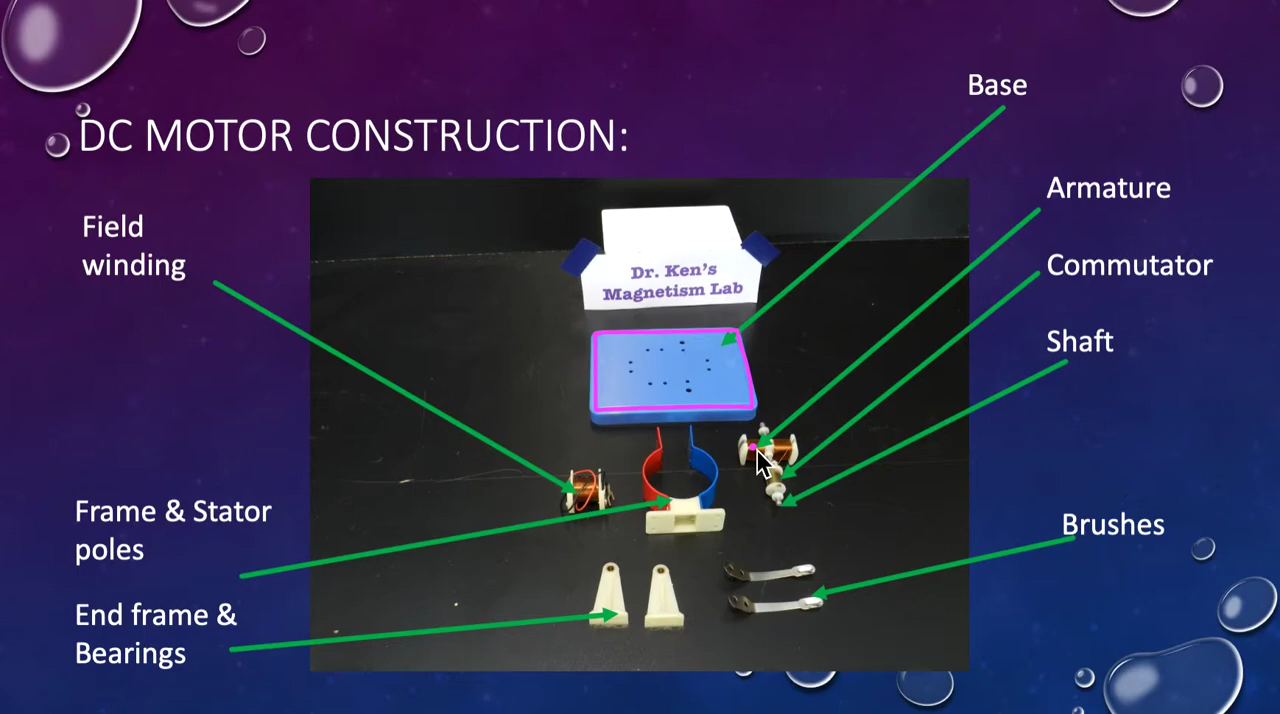 DC MOTOR CONSTRUCTION:
Base
Armature
Commutator
Shaft
Brushes
Field
winding
Frame & Stator
poles
End frame &
Bearings
Dr. Ken's
Magnetism Lab